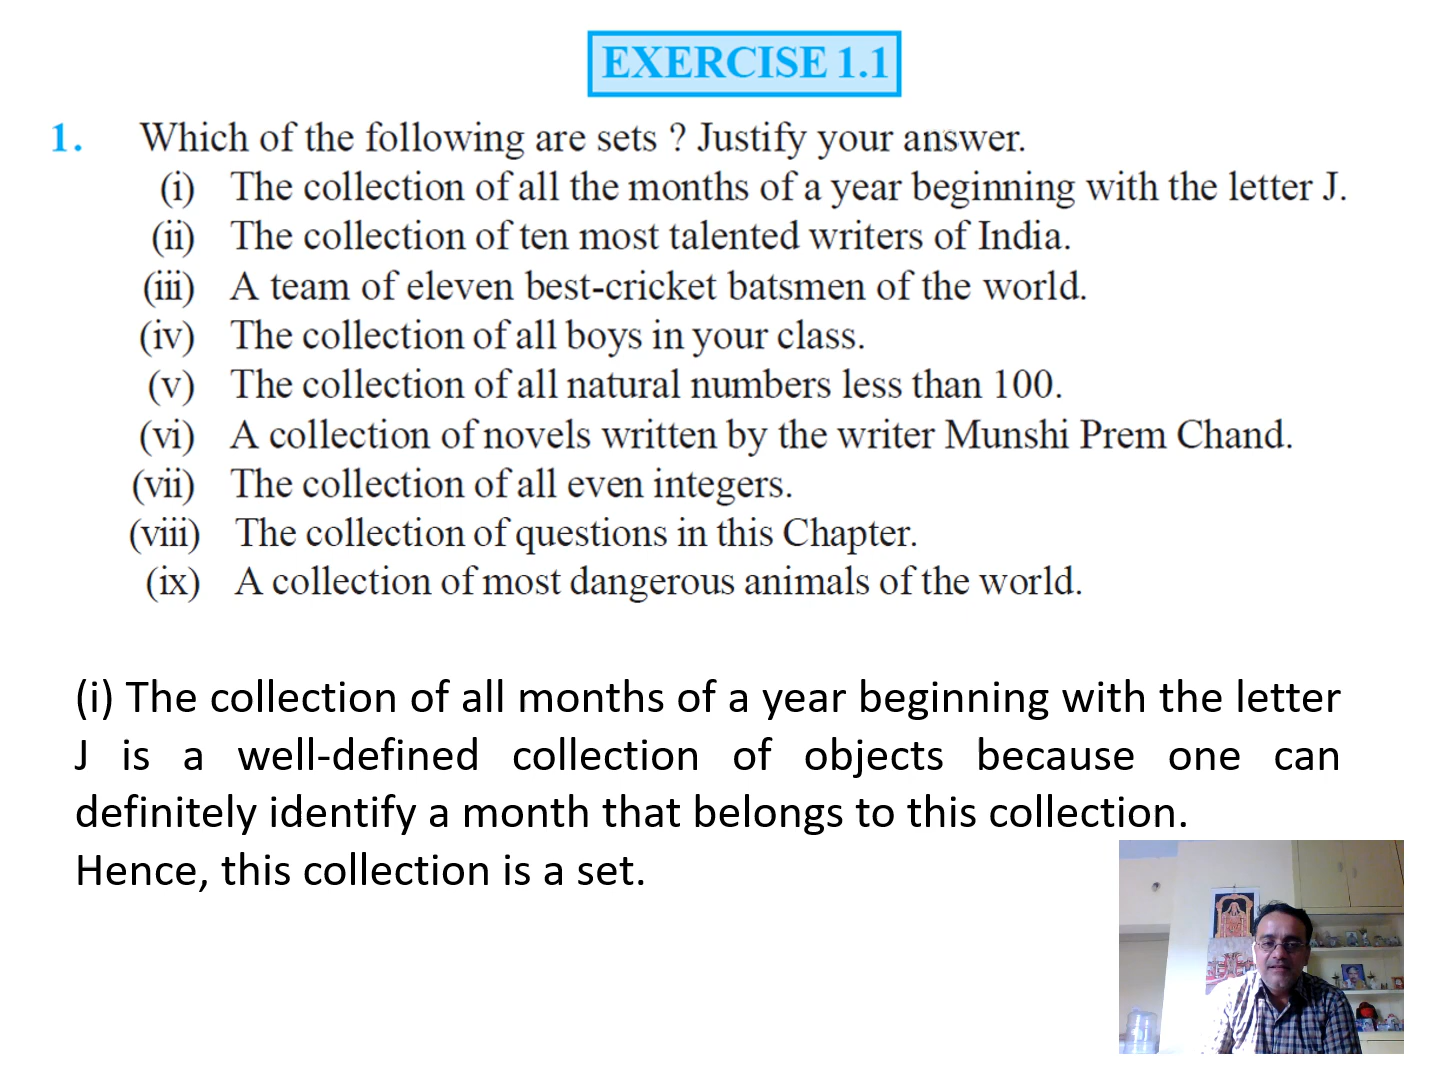 EXERCISE 1.1
1. Which of the following are sets ? Justify your answer.
(i) The collection of all the months of a year beginning with the letter J.
(ii) The collection of ten most talented writers of India.
(iii) A team of eleven best-cricket batsmen of the world.
(iv) The collection of all boys in your class.
(v) The collection of all natural numbers less than 100.
(vi) A collection of novels written by the writer Munshi Prem Chand.
(vii) The collection of all even integers.
(viii) The collection of questions in this Chapter.
(ix) A collection of most dangerous animals of the world.
(i) The collection of all months of a year beginning with the letter
J is a well-defined collection of objects because one can
definitely identify a month that belongs to this collection.
Hence, this collection is a set.